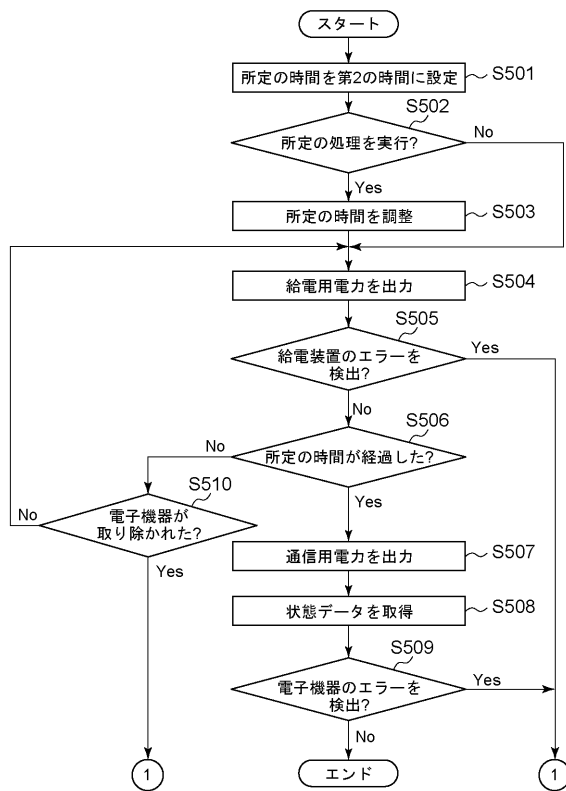 スタート
所定の時間を第2の時間に設定
S501
S502
所定の処理を実行?
No
Yes
所定の時間を調整
S503
給電用電力を出力
S504
S505
給電装置のエラーを
検出?
Yes
No
S506
所定の時間が経過した?
No
Yes
S510
電子機器が
取り除かれた?
No
Yes
通信用電力を出力
S507
状態データを取得
S508
S509
電子機器のエラーを
検出?
Yes
No
1
エンド
1